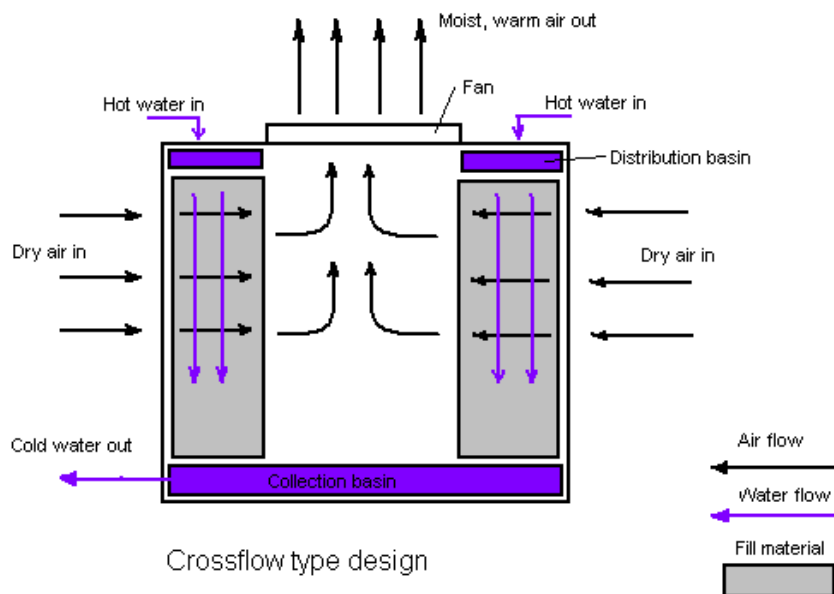 Moist, warm air out
Fan
Hot water in
Hot water in
Distribution basin
Dry air in
Dry air in
Cold water out
Collection basin
Air flow
Water flow
Fill material
Crossflow type design